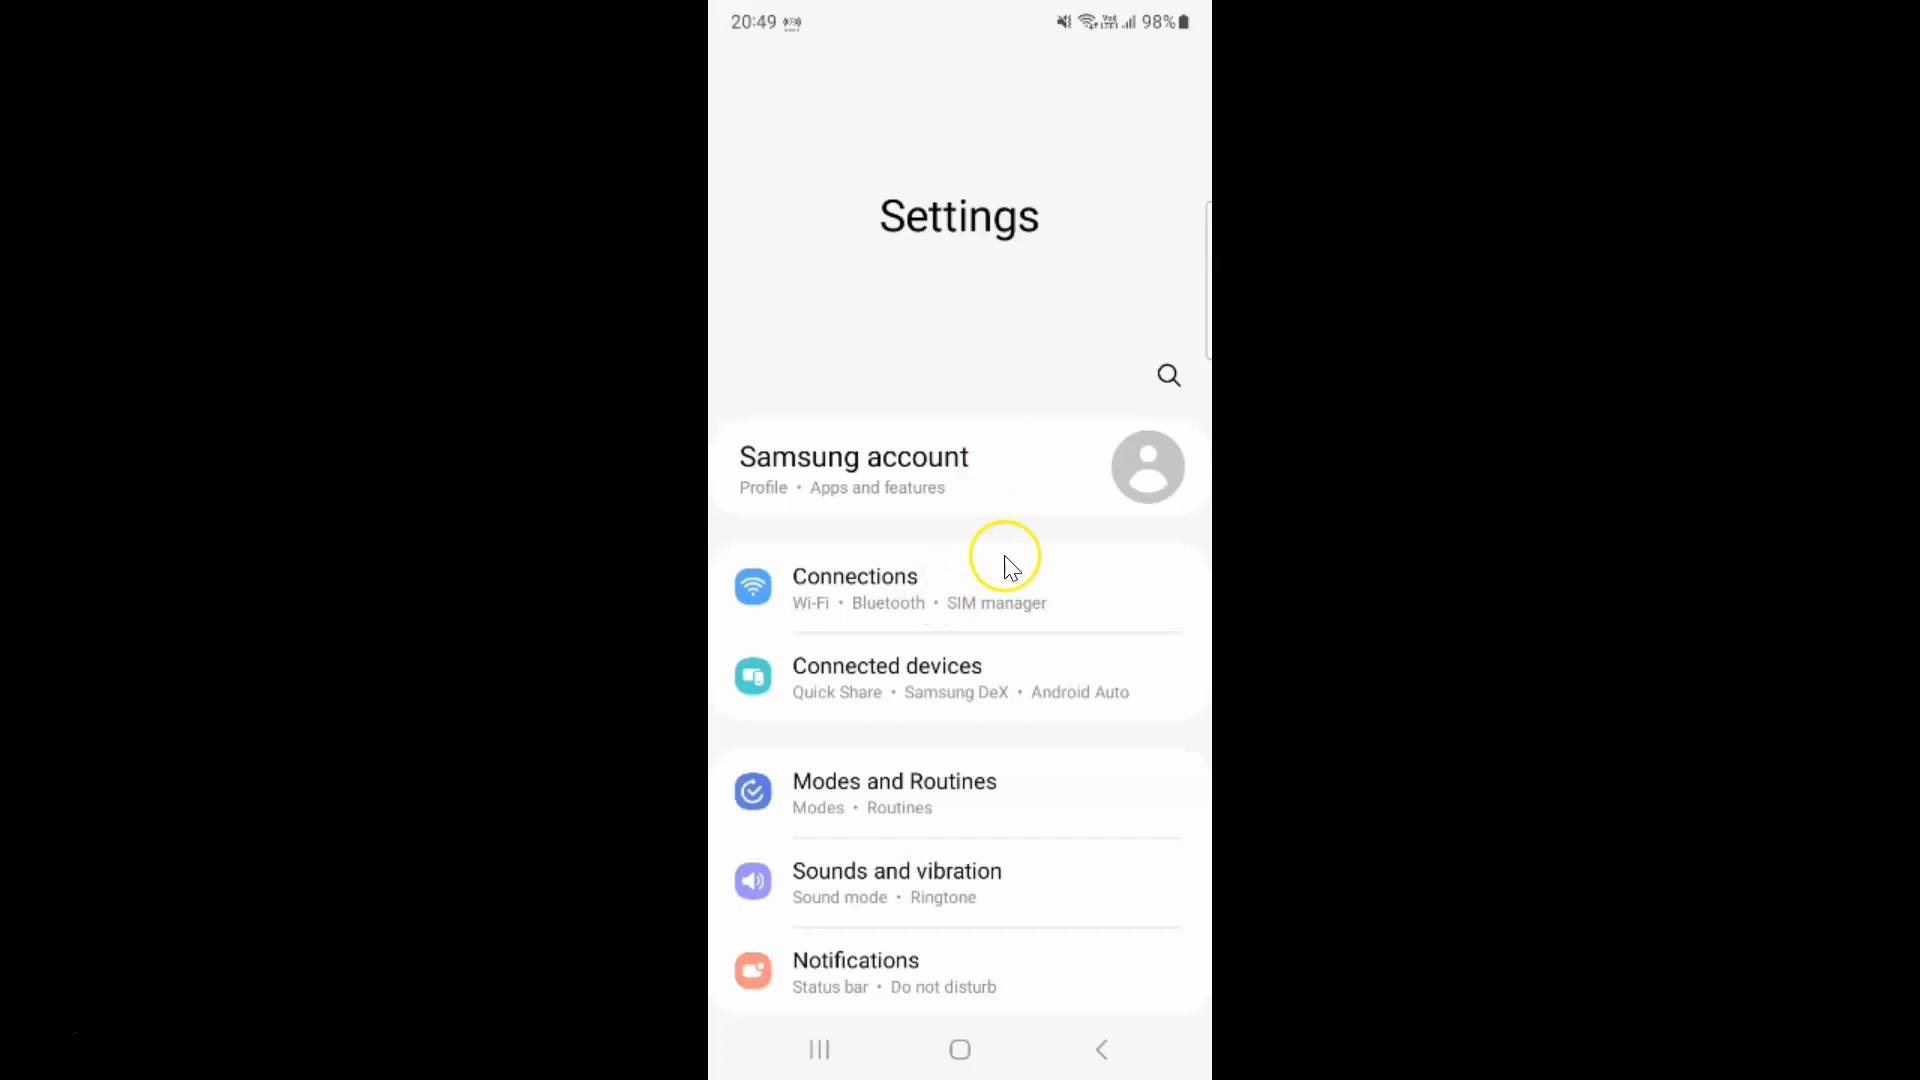 20:49 98%
Settings
Samsung account
Profile • Apps and features
Connections
Wi-Fi • Bluetooth • SIM manager
Connected devices
Quick Share • Samsung DeX • Android Auto
Modes and Routines
Modes • Routines
Sounds and vibration
Sound mode • Ringtone
Notifications
Status bar • Do not disturb